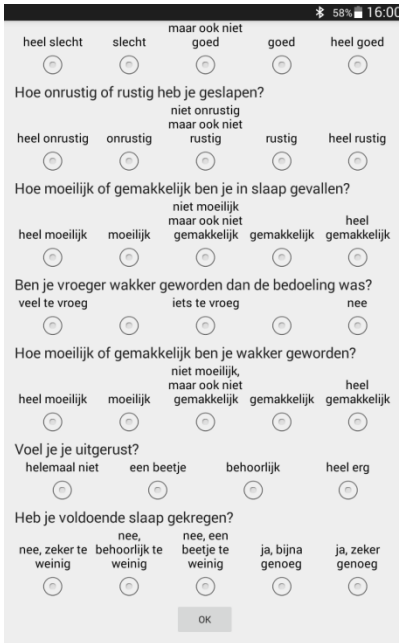 58% 16:00
maar ook niet
heel slecht slecht goed goed heel goed
Hoe onrustig of rustig heb je geslapen?
niet onrustig
maar ook niet
heel onrustig onrustig rustig rustig heel rustig
Hoe moeilijk of gemakkelijk ben je in slaap gevallen?
niet moeilijk
maar ook niet heel
heel moeilijk moeilijk gemakkelijk gemakkelijk gemakkelijk
Ben je vroeger wakker geworden dan de bedoeling was?
veel te vroeg iets te vroeg nee
Hoe moeilijk of gemakkelijk ben je wakker geworden?
niet moeilijk,
maar ook niet heel
heel moeilijk moeilijk gemakkelijk gemakkelijk gemakkelijk
Voel je je uitgerust?
helemaal niet een beetje behoorlijk heel erg
Heb je voldoende slaap gekregen?
nee, nee, een
nee, zeker te behoorlijk te beetje te ja, bijna ja, zeker
weinig weinig weinig genoeg genoeg
OK